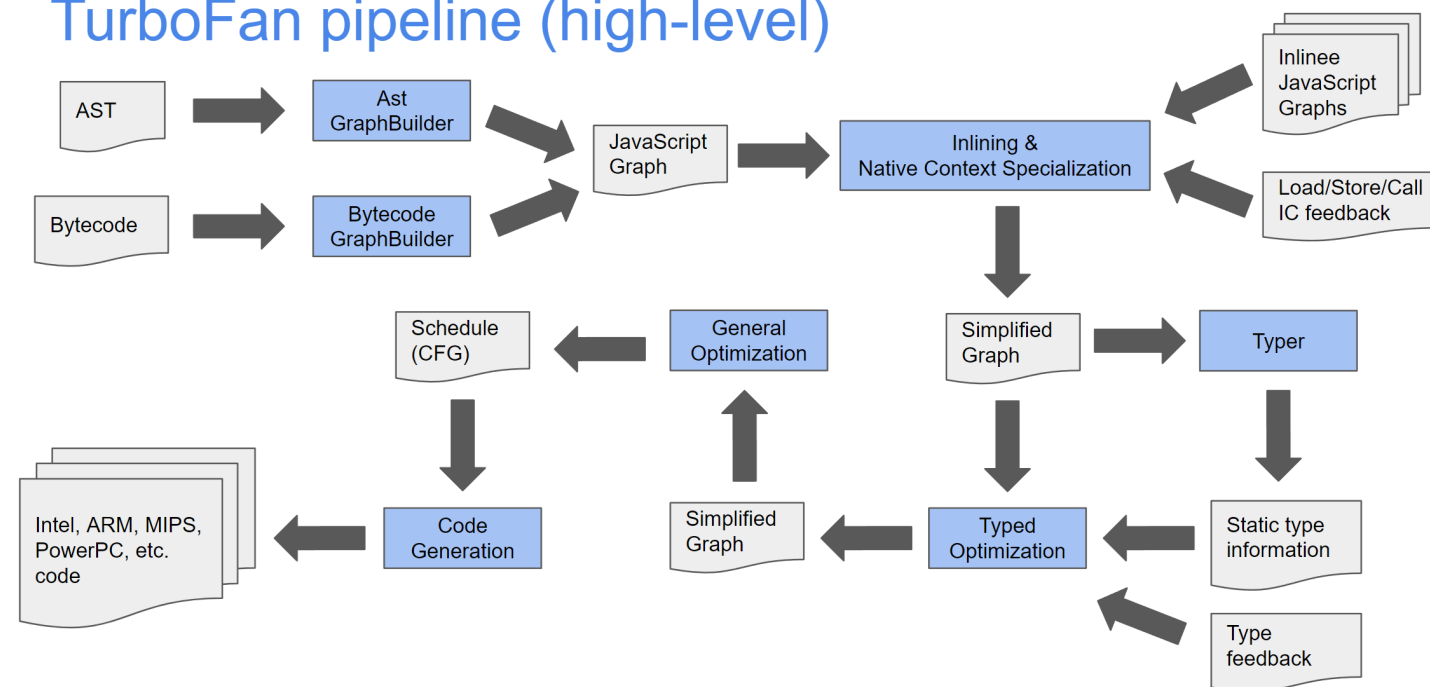 TurboFan pipeline (high-level)
AST
Ast
GraphBuilder
JavaScript
Graph
Inlining &
Native Context Specialization
Inlinee
JavaScript
Graphs
Bytecode
Bytecode
GraphBuilder
Load/Store/Call
IC feedback
Schedule
(CFG)
General
Optimization
Simplified
Graph
Typer
Intel, ARM, MIPS,
PowerPC, etc.
code
Code
Generation
Simplified
Graph
Typed
Optimization
Static type
information
Type
feedback